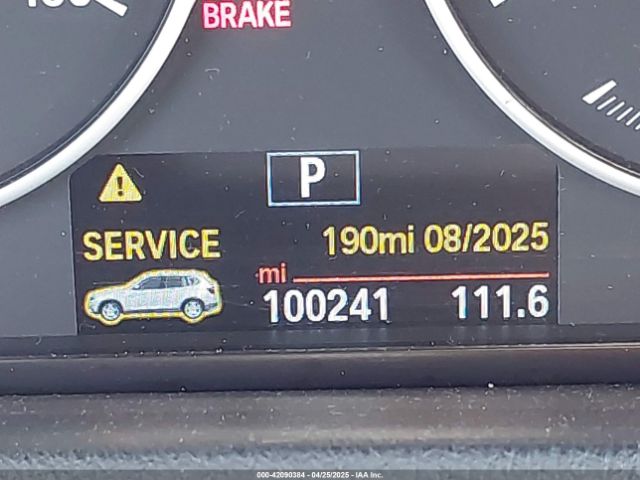 BRAKE
P
SERVICE 190mi 08/2025
mi
100241 111.6
000-42090384 - 04/25/2025 - IAA Inc.